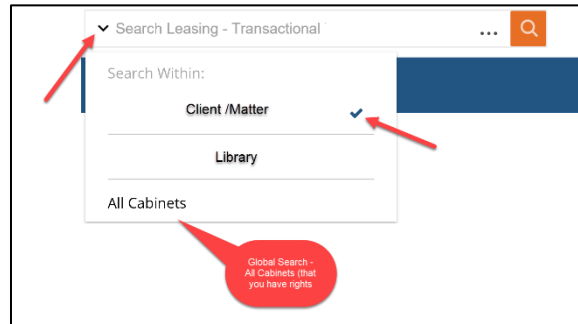 Search Leasing - Transactional
...
Search Within:
Client /Matter
Library
All Cabinets
Global Search -
All Cabinets (that
you have rights